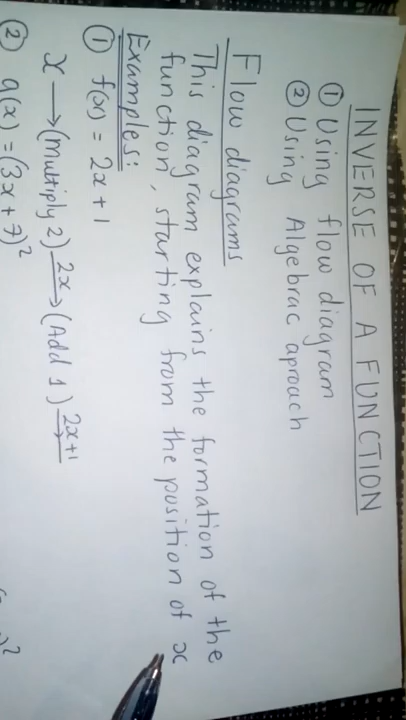 INVERSE OF A FUNCTION
① Using flow diagram
② Using Algebrac aproach
Flow diagrams
This diagram explains the formation of the
function, starting from the position of x
Examples:
① f(x) = 2x + 1
x → (multiply 2) 2x→ (Add 1) 2x+1→
② q(x) = (3x + 7)²